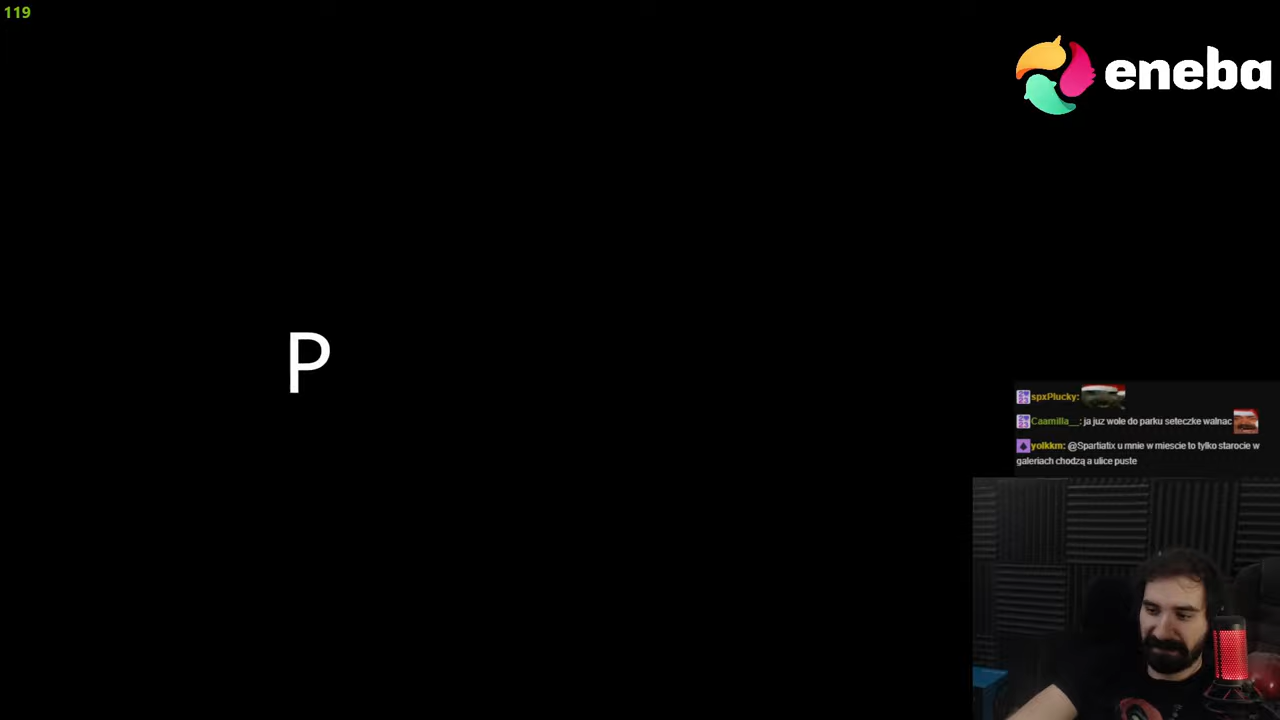 119
eneba
P
spxPlucky:
Caamilla__: ja juz wole do parku seteczke walnac
yolkkm: @Spartiatix u mnie w miescie to tylko starocie w
galeriach chodzą a ulice puste